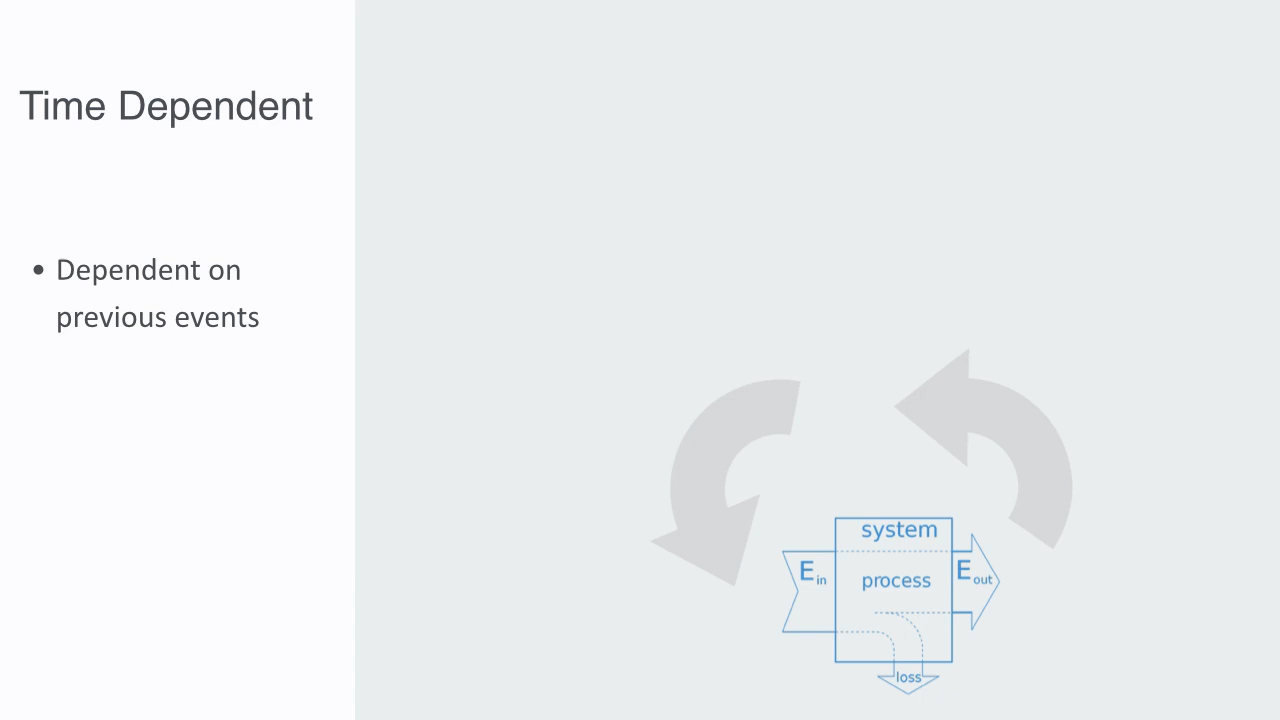 Time Dependent
• Dependent on
previous events
system
E in
process
E out
loss